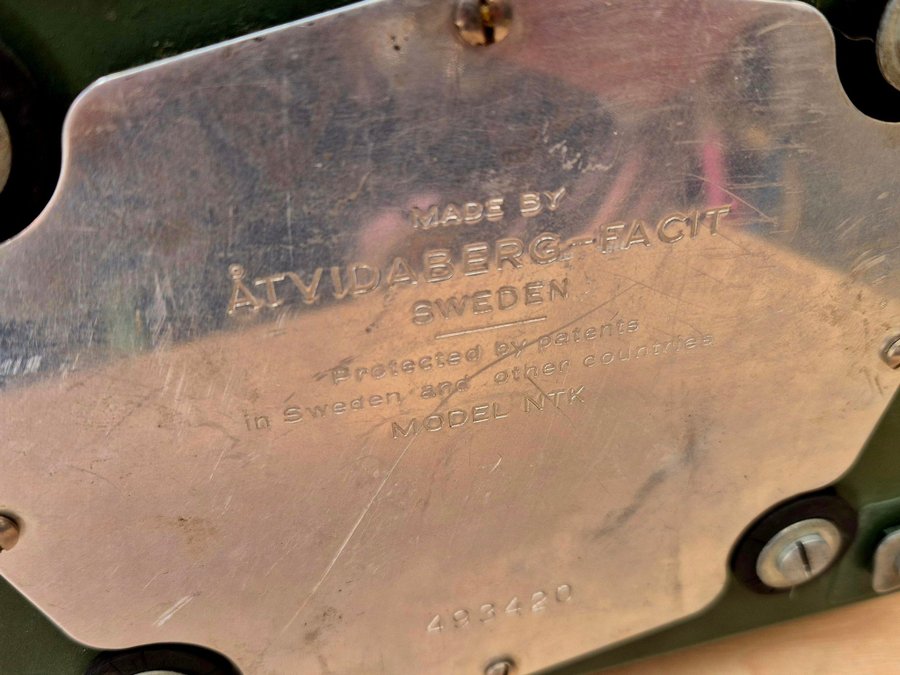 MADE BY
ÅTVIDABERG-FACIT
SWEDEN
Protected by patents
in Sweden and other countries
MODEL NTK
493420